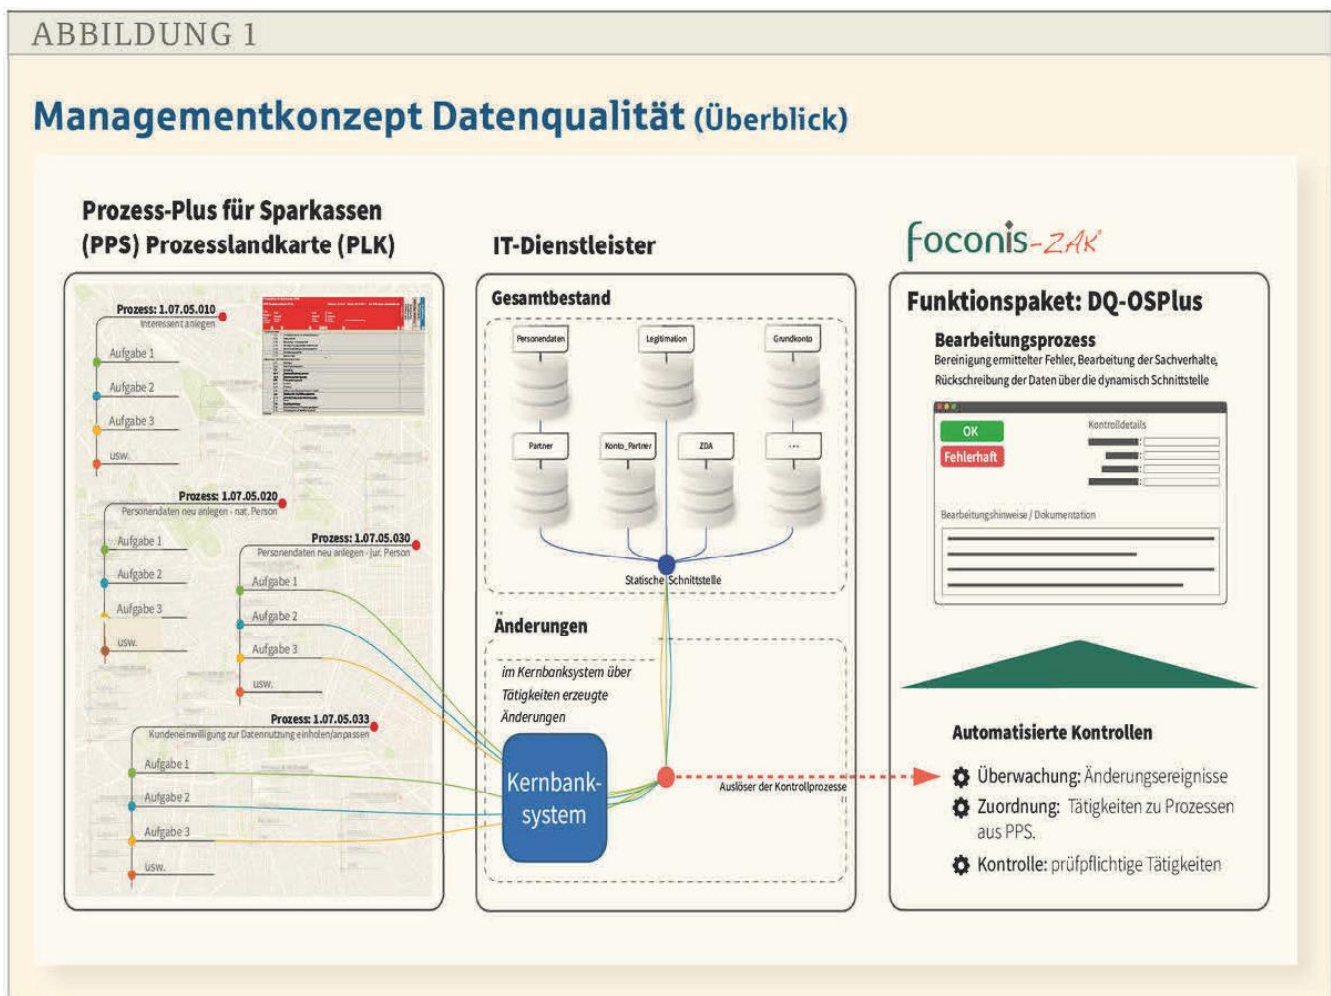 ABBILDUNG 1
Managementkonzept Datenqualität (Überblick)
Prozess-Plus für Sparkassen
(PPS) Prozesslandkarte (PLK)
Prozess: 1.07.05.010
Interessent anlegen
Aufgabe 1
Aufgabe 2
Aufgabe 3
usw.
Prozess: 1.07.05.020
Personendaten neu anlegen - nat. Person
Aufgabe 1
Aufgabe 2
Aufgabe 3
usw.
Prozess: 1.07.05.030
Personendaten neu anlegen - jur. Person
Aufgabe 1
Aufgabe 2
Aufgabe 3
usw.
Prozess: 1.07.05.033
Kundeneinwilligung zur Datennutzung einholen/anpassen
Aufgabe 1
Aufgabe 2
Aufgabe 3
usw.
IT-Dienstleister
Gesamtbestand
Personendaten
Legitimation
Grundkonto
Partner
Konto_Partner
ZDA
...
Statische Schnittstelle
Änderungen
im Kernbanksystem über
Tätigkeiten erzeugte
Änderungen
Kernbank-
system
Auslöser der Kontrollprozesse
foconis-ZAK
Funktionspaket: DQ-OSPlus
Bearbeitungsprozess
Bereinigung ermittelter Fehler, Bearbeitung der Sachverhalte,
Rückschreibung der Daten über die dynamisch Schnittstelle
OK
Fehlerhaft
Kontrolldetails
Bearbeitungshinweise / Dokumentation
Automatisierte Kontrollen
Überwachung: Änderungsereignisse
Zuordnung: Tätigkeiten zu Prozessen
aus PPS.
Kontrolle: prüfpflichtige Tätigkeiten